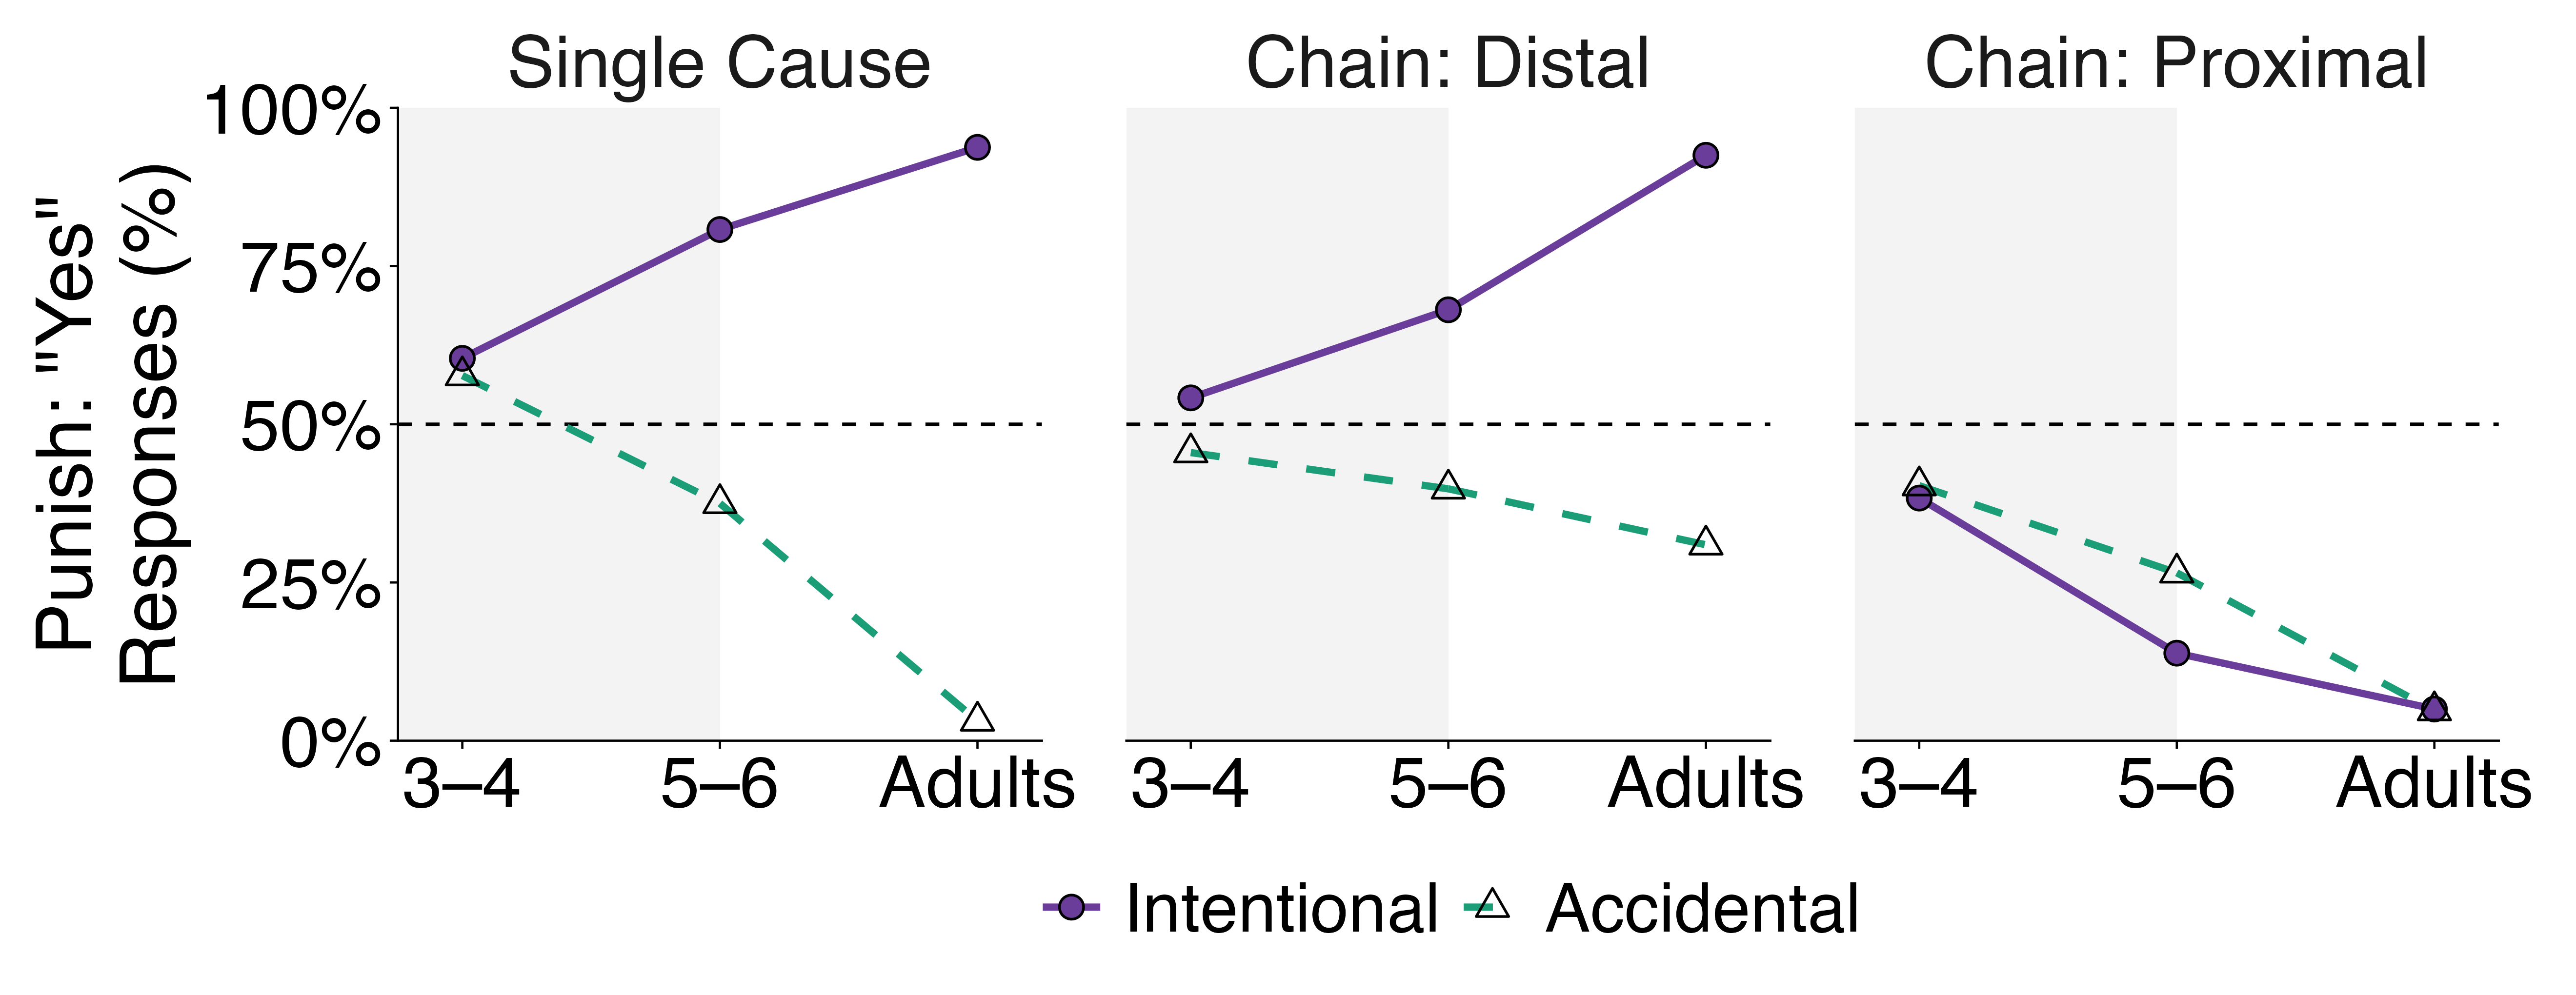 Single Cause
Chain: Distal
Chain: Proximal
Punish: "Yes"
Responses (%)
100%
75%
50%
25%
0%
3–4
5–6
Adults
3–4
5–6
Adults
3–4
5–6
Adults
Intentional
Accidental